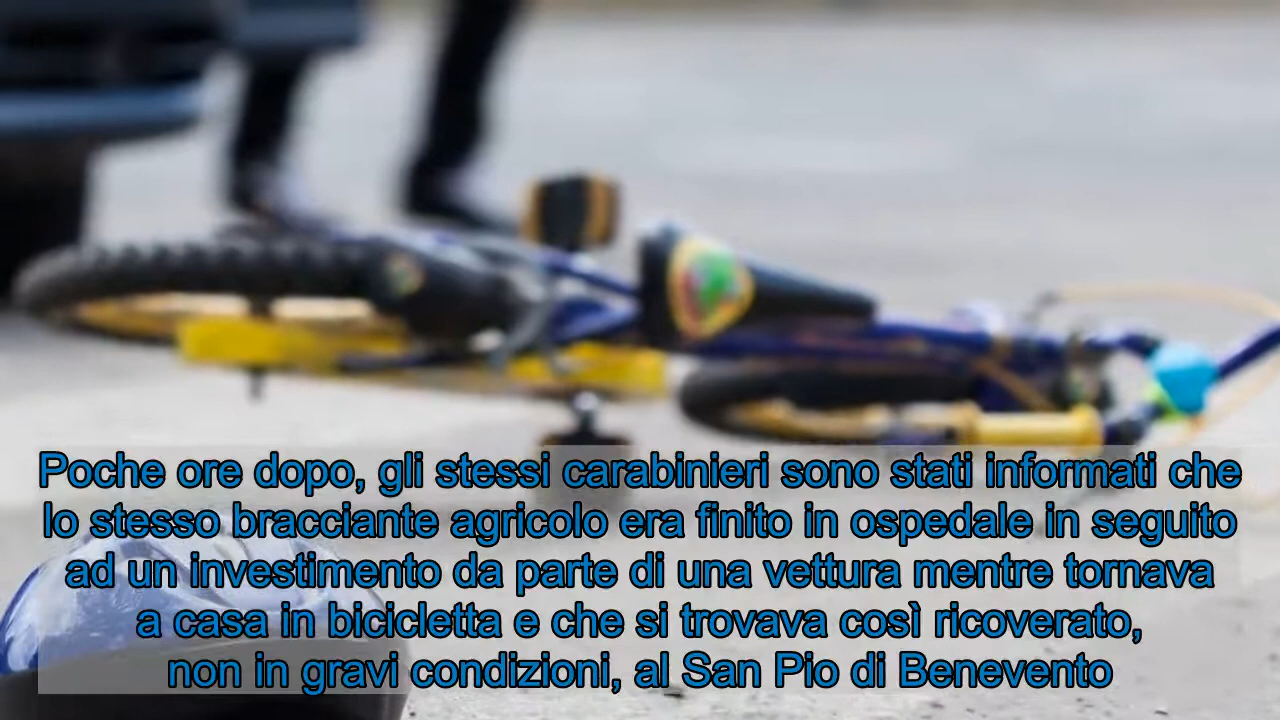 Poche ore dopo, gli stessi carabinieri sono stati informati che
lo stesso bracciante agricolo era finito in ospedale in seguito
ad un investimento da parte di una vettura mentre tornava
a casa in bicicletta e che si trovava così ricoverato,
non in gravi condizioni, al San Pio di Benevento